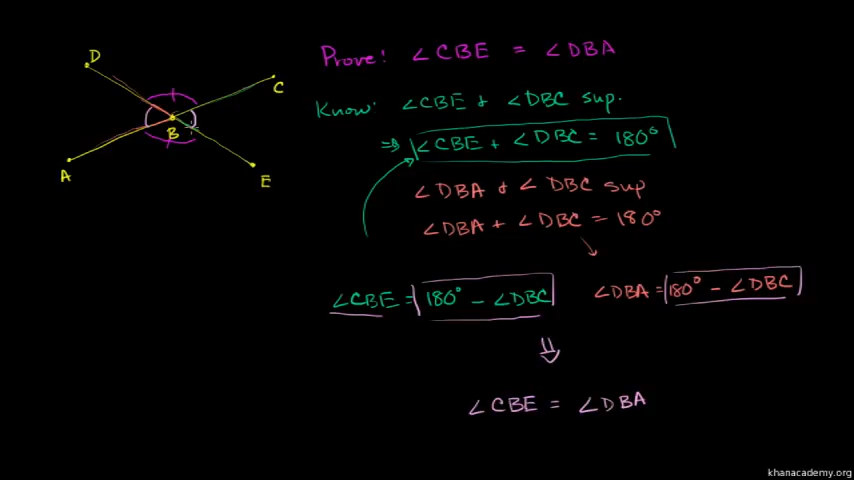 D
C
B
A
E
Prove: ∠CBE = ∠DBA
Know: ∠CBE & ∠DBC sup.
⇒ ∠CBE + ∠DBC = 180°
∠DBA & ∠DBC sup
∠DBA + ∠DBC = 180°
∠CBE = 180° - ∠DBC
∠DBA = 180° - ∠DBC
⇓
∠CBE = ∠DBA
khanacademy.org